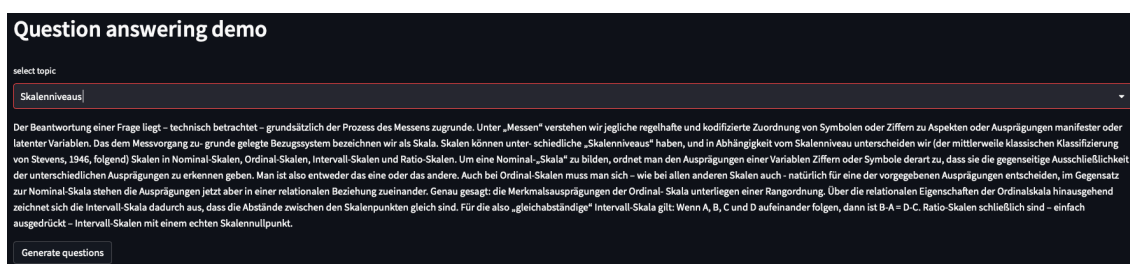 Question answering demo
select topic
Skalenniveaus
Der Beantwortung einer Frage liegt – technisch betrachtet – grundsätzlich der Prozess des Messens zugrunde. Unter „Messen“ verstehen wir jegliche regelhafte und kodifizierte Zuordnung von Symbolen oder Ziffern zu Aspekten oder Ausprägungen manifester oder
latenter Variablen. Das dem Messvorgang zu- grunde gelegte Bezugssystem bezeichnen wir als Skala. Skalen können unter- schiedliche „Skalenniveaus“ haben, und in Abhängigkeit vom Skalenniveau unterscheiden wir (der mittlerweile klassischen Klassifizierung
von Stevens, 1946, folgend) Skalen in Nominal-Skalen, Ordinal-Skalen, Intervall-Skalen und Ratio-Skalen. Um eine Nominal-„Skala“ zu bilden, ordnet man den Ausprägungen einer Variablen Ziffern oder Symbole derart zu, dass sie die gegenseitige Ausschließlichkeit
der unterschiedlichen Ausprägungen zu erkennen geben. Man ist also entweder das eine oder das andere. Auch bei Ordinal-Skalen muss man sich – wie bei allen anderen Skalen auch - natürlich für eine der vorgegebenen Ausprägungen entscheiden, im Gegensatz
zur Nominal-Skala stehen die Ausprägungen jetzt aber in einer relationalen Beziehung zueinander. Genau gesagt: die Merkmalsausprägungen der Ordinal- Skala unterliegen einer Rangordnung. Über die relationalen Eigenschaften der Ordinalskala hinausgehend
zeichnet sich die Intervall-Skala dadurch aus, dass die Abstände zwischen den Skalenpunkten gleich sind. Für die also „gleichabständige“ Intervall-Skala gilt: Wenn A, B, C und D aufeinander folgen, dann ist B-A = D-C. Ratio-Skalen schließlich sind – einfach
ausgedrückt – Intervall-Skalen mit einem echten Skalennullpunkt.
Generate questions